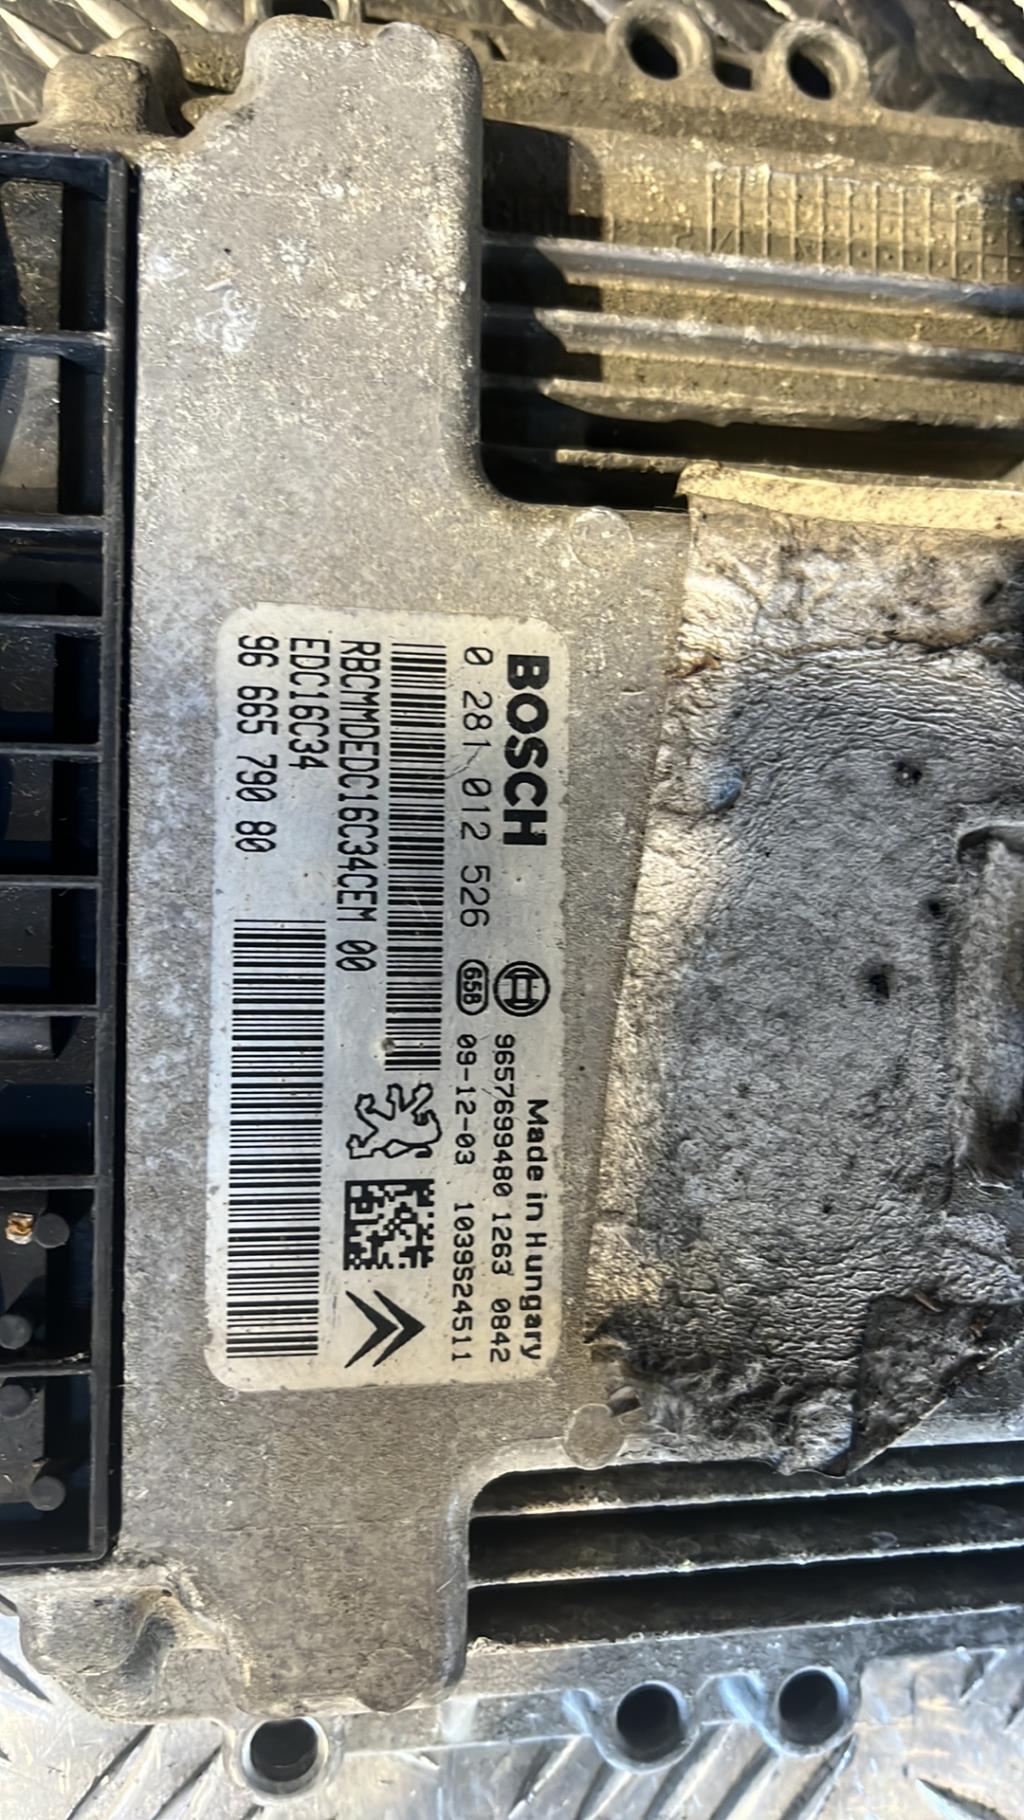 BOSCH
Made in Hungary
9657699480 1263 0842
0 281 012 526
658
09-12-03 1039S24511
RBCMMDEDC16C34CEM 00
EDC16C34
96 665 790 80